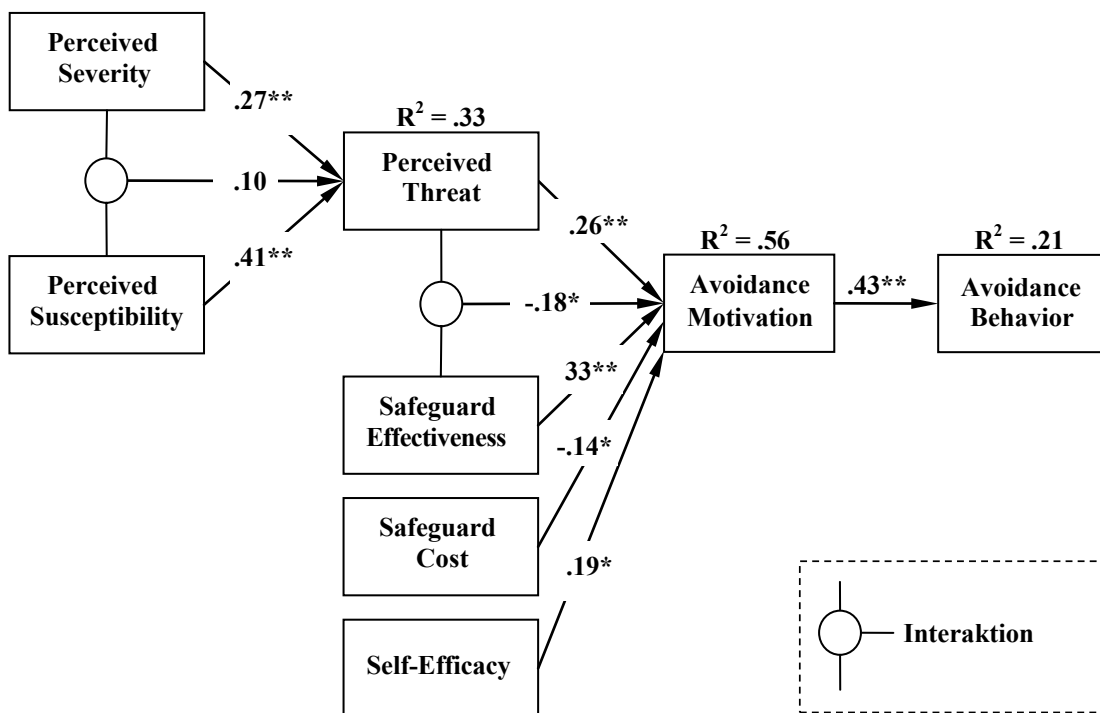 Perceived
Severity
.27**
R² = .33
Perceived
Threat
.10
.41**
Perceived
Susceptibility
.26**
R² = .56
R² = .21
Avoidance
Motivation
.43**
Avoidance
Behavior
-.18*
33**
Safeguard
Effectiveness
-.14*
Safeguard
Cost
.19*
Self-Efficacy
Interaktion